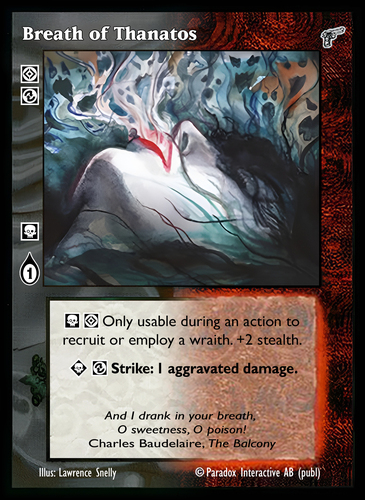 Breath of Thanatos
1
Only usable during an action to
recruit or employ a wraith. +2 stealth.
Strike: 1 aggravated damage.
And I drank in your breath,
O sweetness, O poison!
Charles Baudelaire, The Balcony
Illus: Lawrence Snelly
© Paradox Interactive AB (publ)